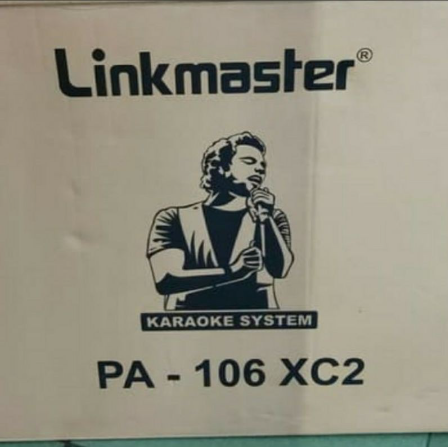 Linkmaster®
KARAOKE SYSTEM
PA - 106 XC2